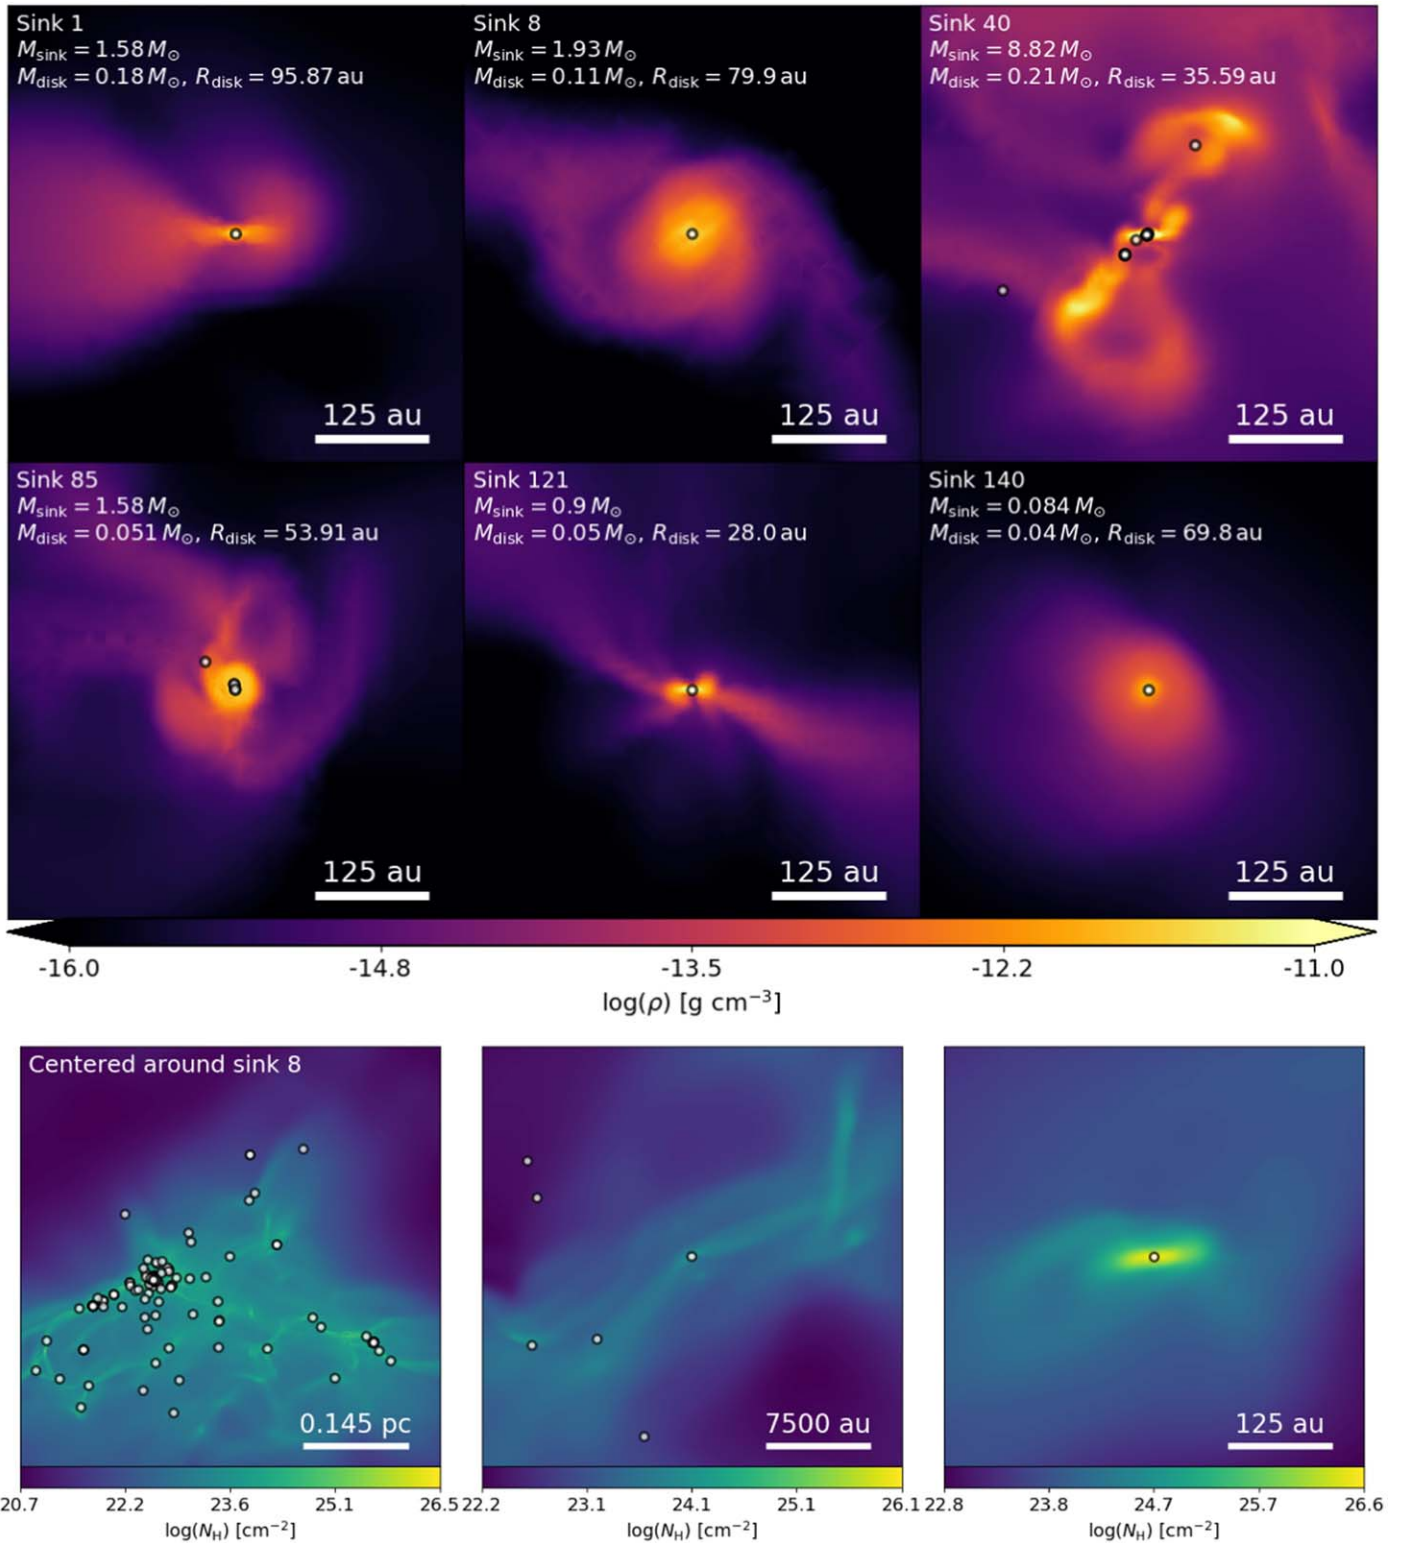 Sink 1
M_sink = 1.58 M_⊙
M_disk = 0.18 M_⊙, R_disk = 95.87 au
125 au
Sink 8
M_sink = 1.93 M_⊙
M_disk = 0.11 M_⊙, R_disk = 79.9 au
125 au
Sink 40
M_sink = 8.82 M_⊙
M_disk = 0.21 M_⊙, R_disk = 35.59 au
125 au
Sink 85
M_sink = 1.58 M_⊙
M_disk = 0.051 M_⊙, R_disk = 53.91 au
125 au
Sink 121
M_sink = 0.9 M_⊙
M_disk = 0.05 M_⊙, R_disk = 28.0 au
125 au
Sink 140
M_sink = 0.084 M_⊙
M_disk = 0.04 M_⊙, R_disk = 69.8 au
125 au
-16.0 -14.8 -13.5 -12.2 -11.0
log(ρ) [g cm⁻³]
Centered around sink 8
0.145 pc
20.7 22.2 23.6 25.1 26.5
log(N_H) [cm⁻²]
7500 au
22.2 23.1 24.1 25.1 26.1
log(N_H) [cm⁻²]
125 au
22.8 23.8 24.7 25.7 26.6
log(N_H) [cm⁻²]